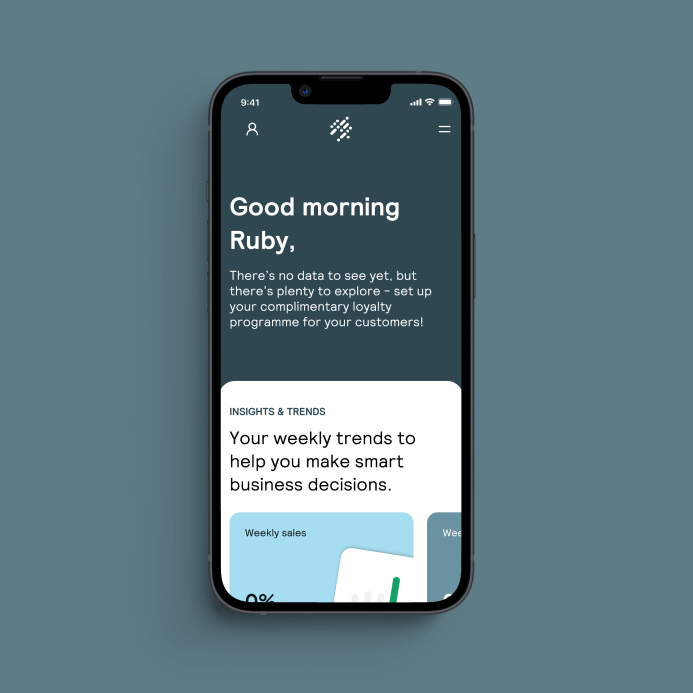 9:41
Good morning
Ruby,
There's no data to see yet, but
there's plenty to explore – set up
your complimentary loyalty
programme for your customers!
INSIGHTS & TRENDS
Your weekly trends to
help you make smart
business decisions.
Weekly sales
0%